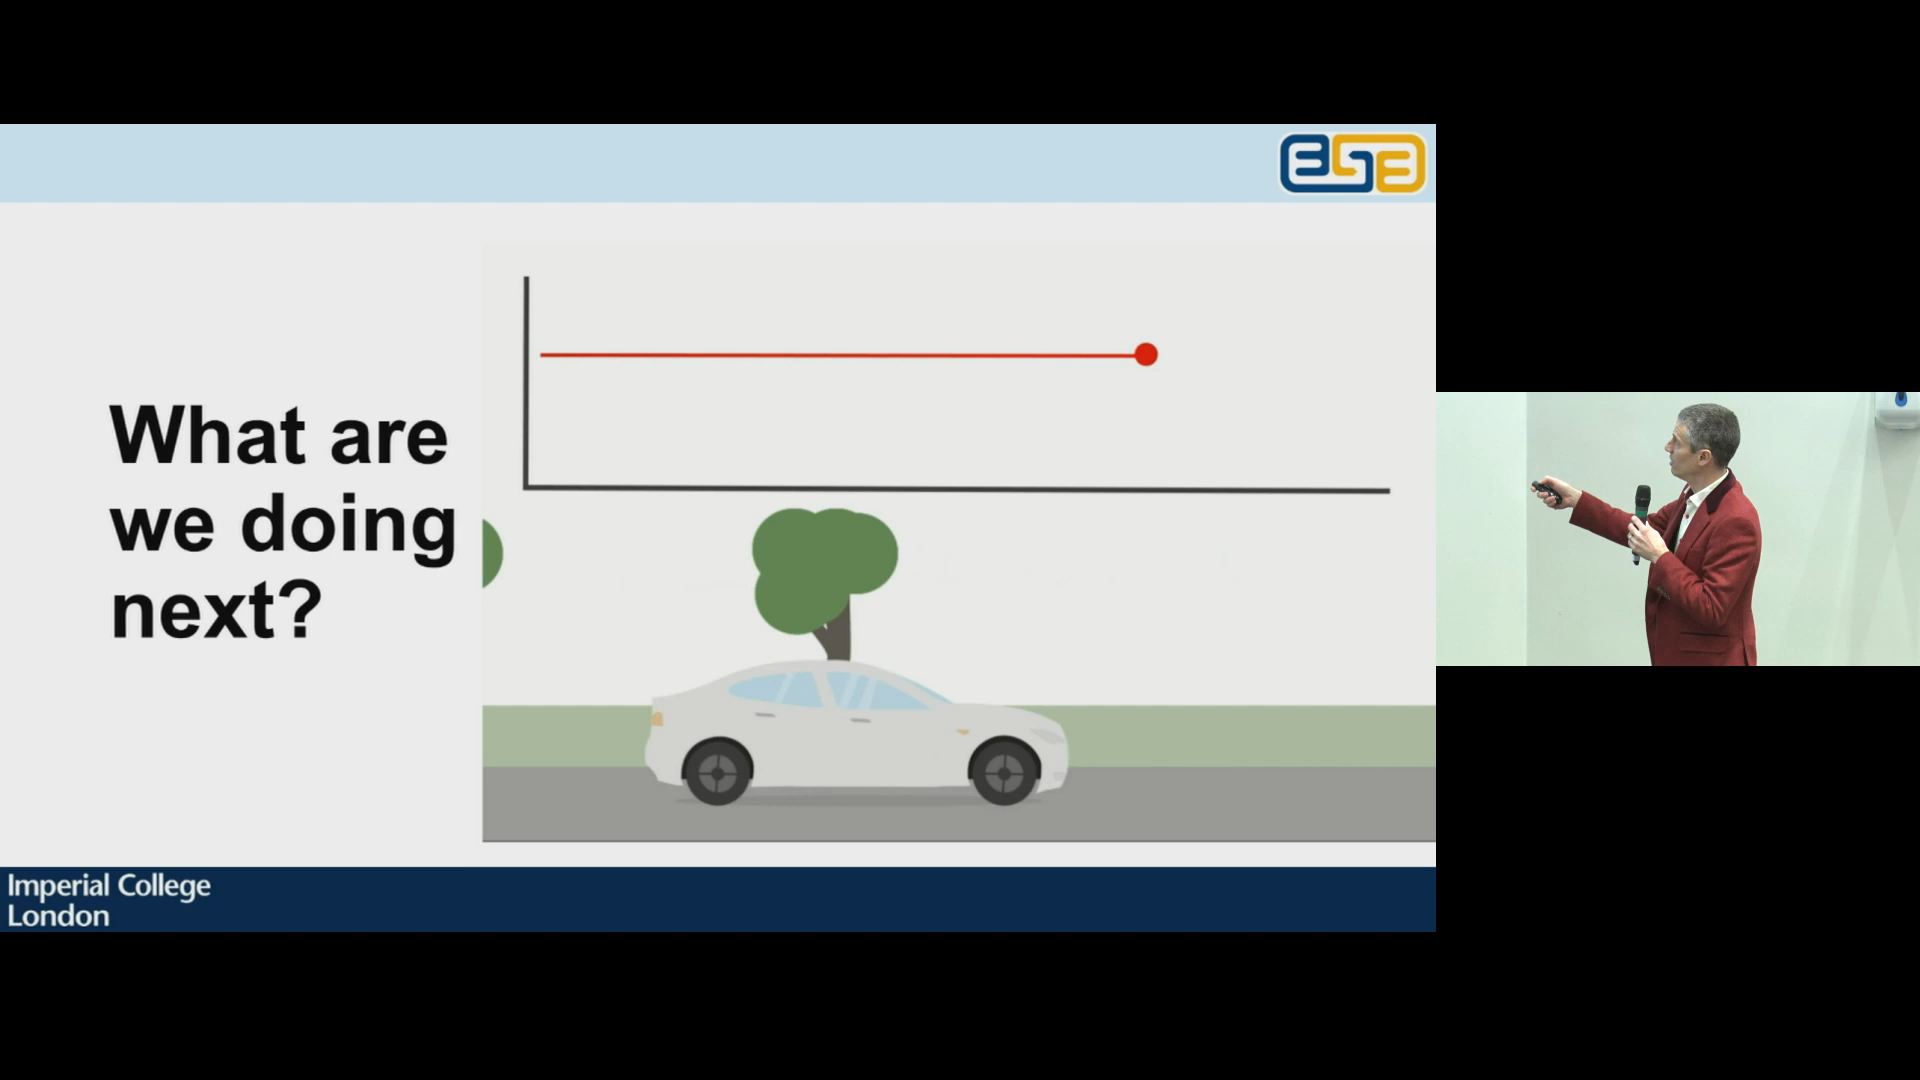 What are
we doing
next?
Imperial College
London